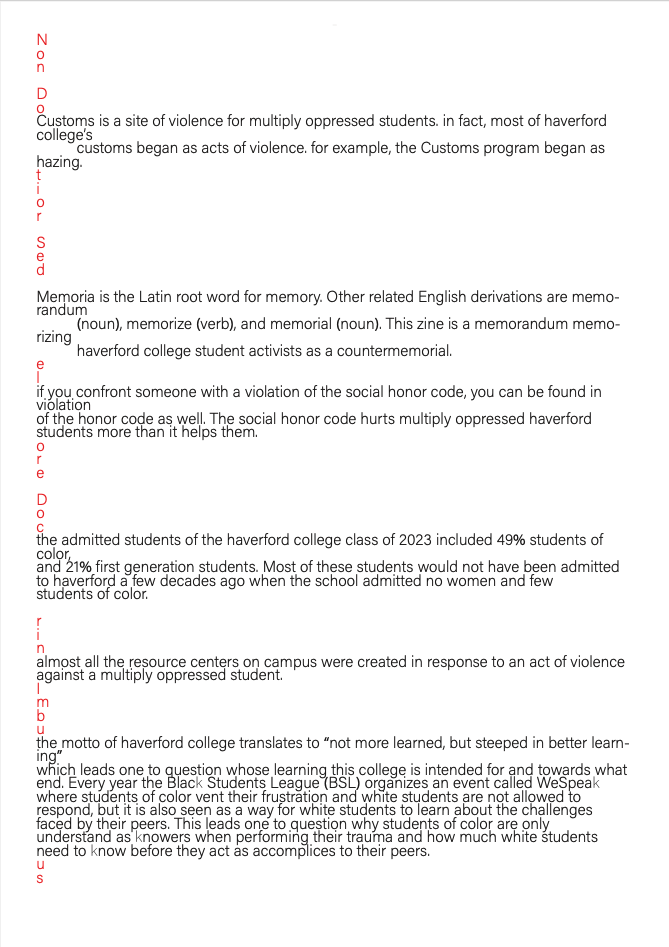 N
o
n
D
o
Customs is a site of violence for multiply oppressed students. in fact, most of haverford
college's
customs began as acts of violence. for example, the Customs program began as
hazing.
t
i
o
r
S
e
d
Memoria is the Latin root word for memory. Other related English derivations are memo-
randum
(noun), memorize (verb), and memorial (noun). This zine is a memorandum memo-
rizing
haverford college student activists as a countermemorial.
e
l
if you confront someone with a violation of the social honor code, you can be found in
violation
of the honor code as well. The social honor code hurts multiply oppressed haverford
students more than it helps them.
o
r
e
D
o
c
the admitted students of the haverford college class of 2023 included 49% students of
color,
and 21% first generation students. Most of these students would not have been admitted
to haverford a few decades ago when the school admitted no women and few
students of color.
r
i
n
almost all the resource centers on campus were created in response to an act of violence
against a multiply oppressed student.
I
m
b
u
the motto of haverford college translates to “not more learned, but steeped in better learn-
ing”
which leads one to question whose learning this college is intended for and towards what
end. Every year the Black Students League (BSL) organizes an event called WeSpeak
where students of color vent their frustration and white students are not allowed to
respond, but it is also seen as a way for white students to learn about the challenges
faced by their peers. This leads one to question why students of color are only
understand as knowers when performing their trauma and how much white students
need to know before they act as accomplices to their peers.
u
s